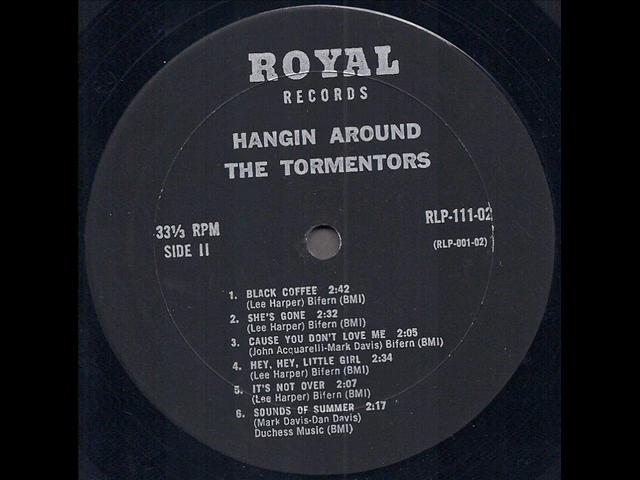 ROYAL
RECORDS
HANGIN AROUND
THE TORMENTORS
33⅓ RPM
SIDE II
RLP-111-02
(RLP-001-02)
1. BLACK COFFEE 2:42
(Lee Harper) Bifern (BMI)
2. SHE'S GONE 2:32
(Lee Harper) Bifern (BMI)
3. CAUSE YOU DON'T LOVE ME 2:05
(John Acquarelli-Mark Davis) Bifern (BMI)
4. HEY, HEY, LITTLE GIRL 2:34
(Lee Harper) Bifern (BMI)
5. IT'S NOT OVER 2:07
(Lee Harper) Bifern (BMI)
6. SOUNDS OF SUMMER 2:17
(Mark Davis-Dan Davis)
Duchess Music (BMI)